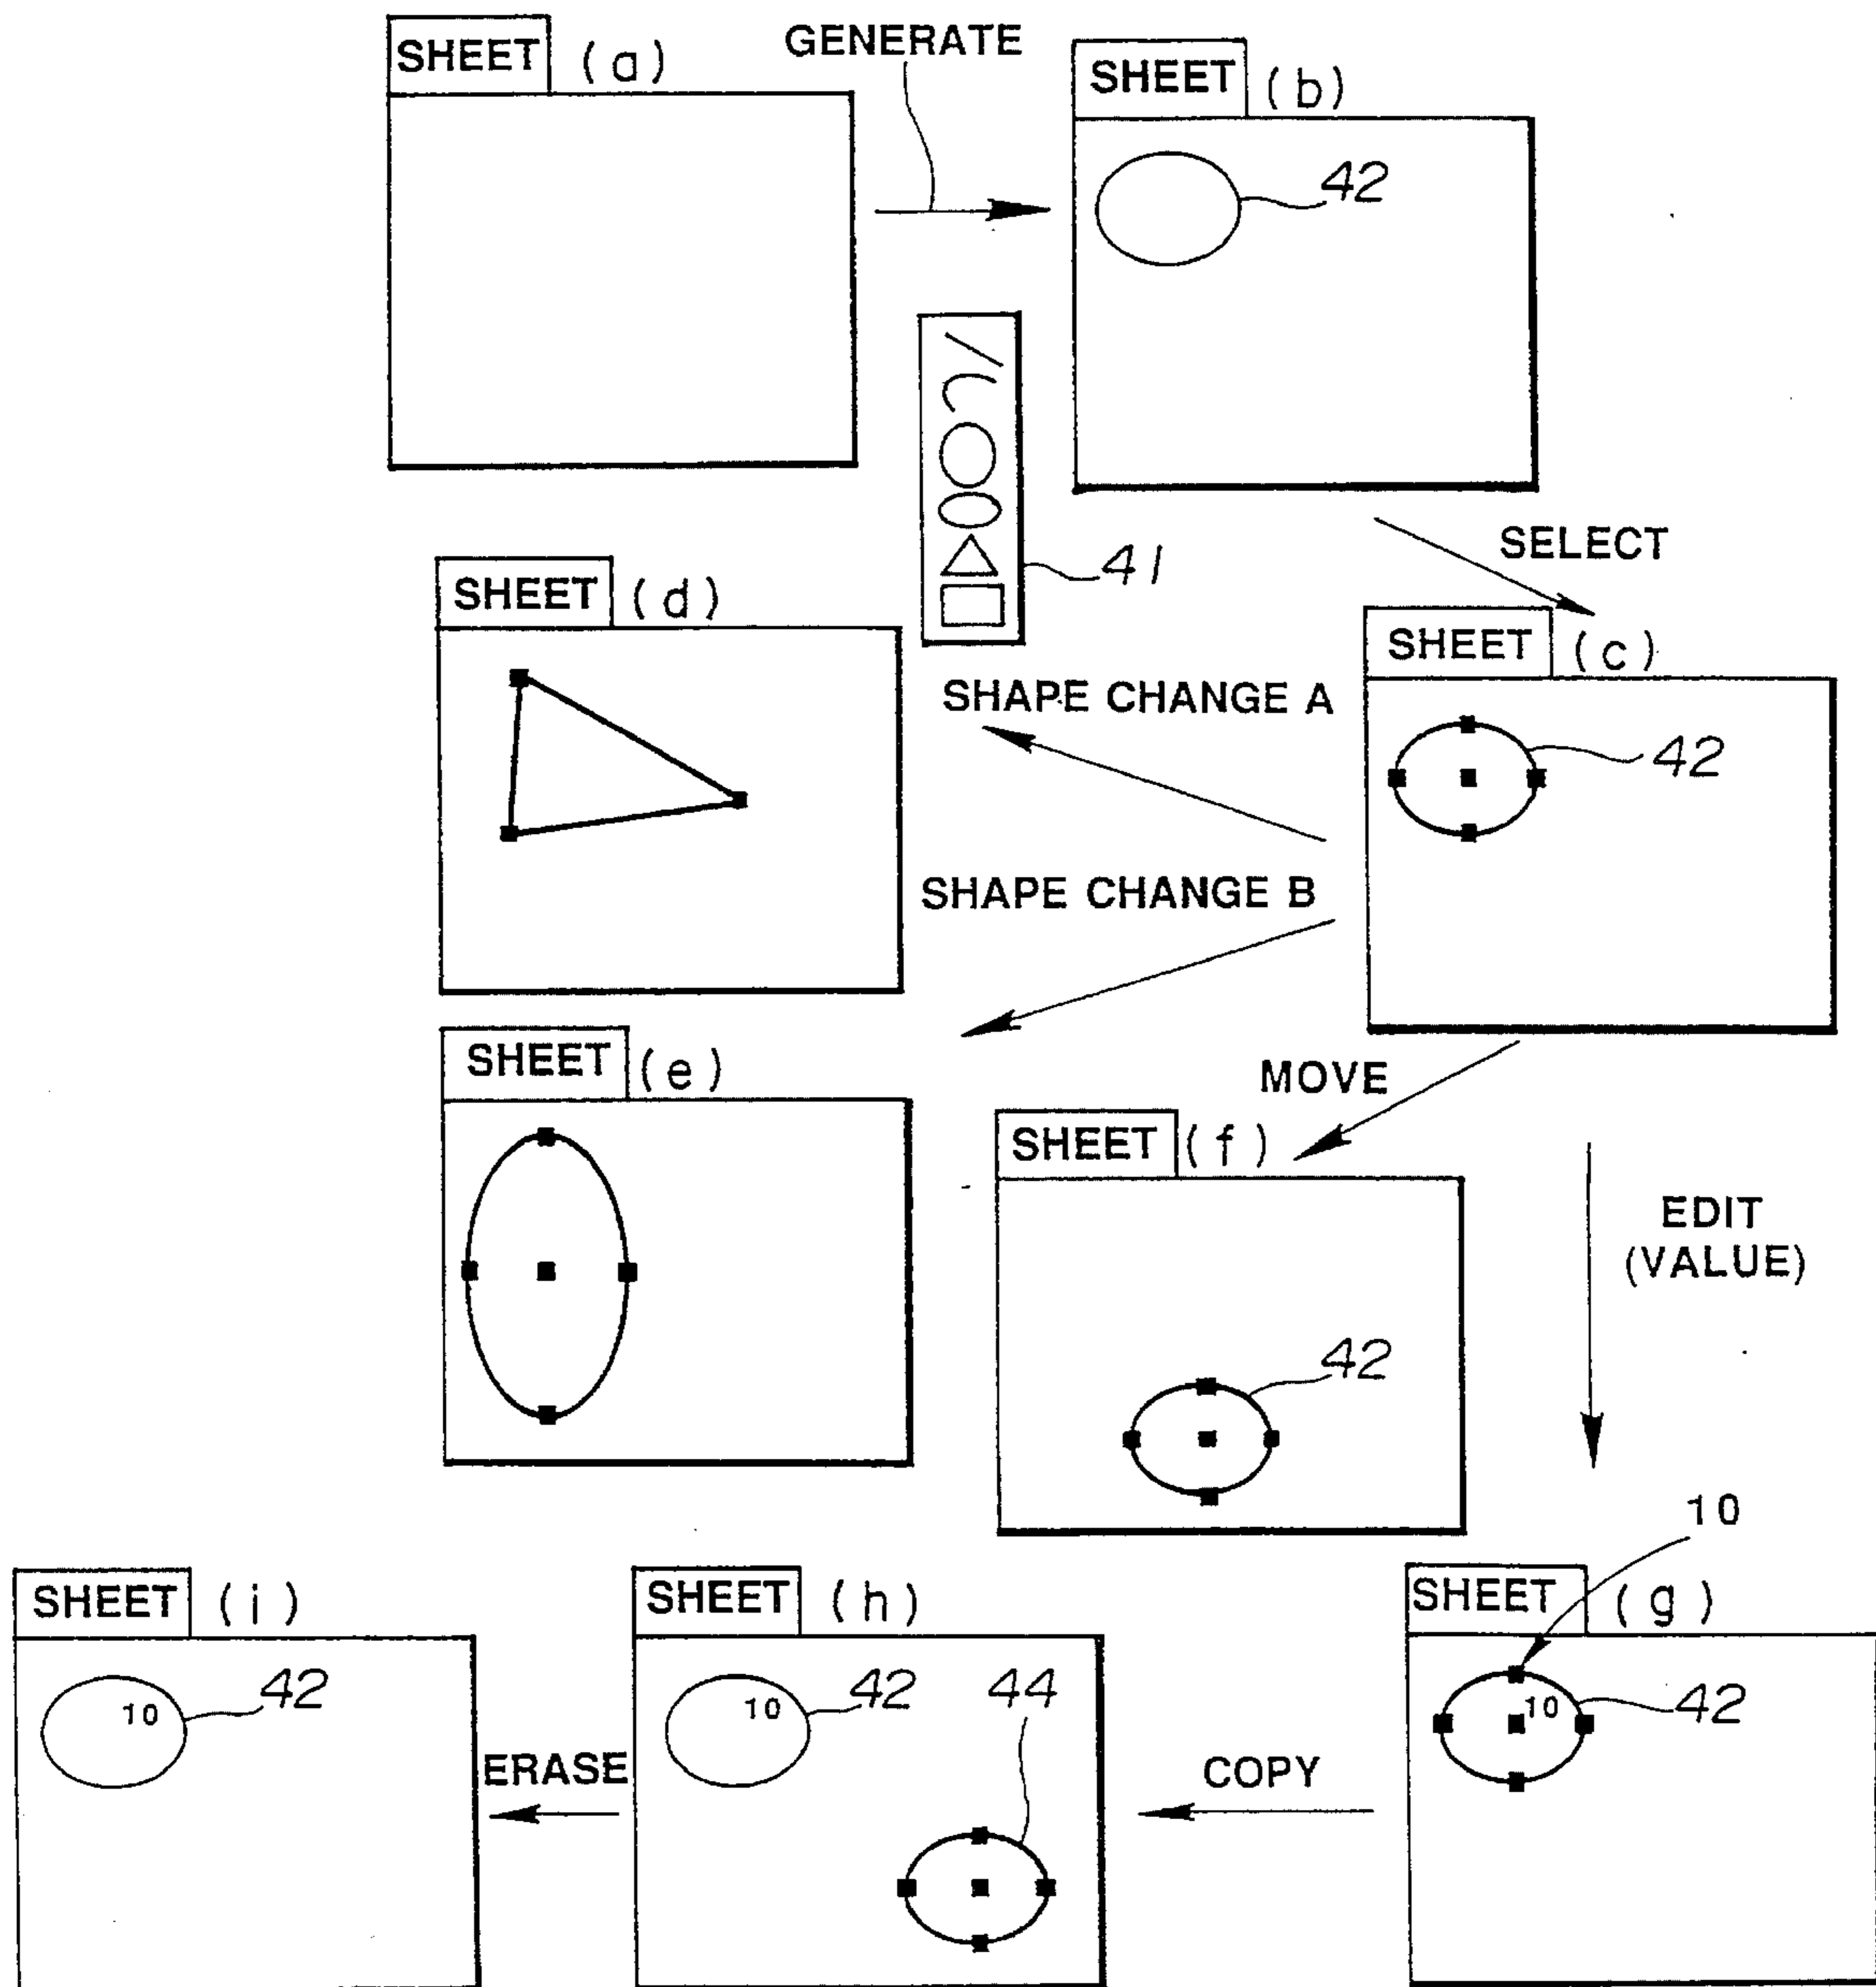 SHEET (a)
GENERATE
SHEET (b)
42
41
SELECT
SHEET (d)
SHEET (c)
SHAPE CHANGE A
42
SHAPE CHANGE B
SHEET (e)
MOVE
SHEET (f)
EDIT
(VALUE)
42
10
SHEET (i)
SHEET (h)
SHEET (g)
10 42
10 42
44
10 42
ERASE
COPY